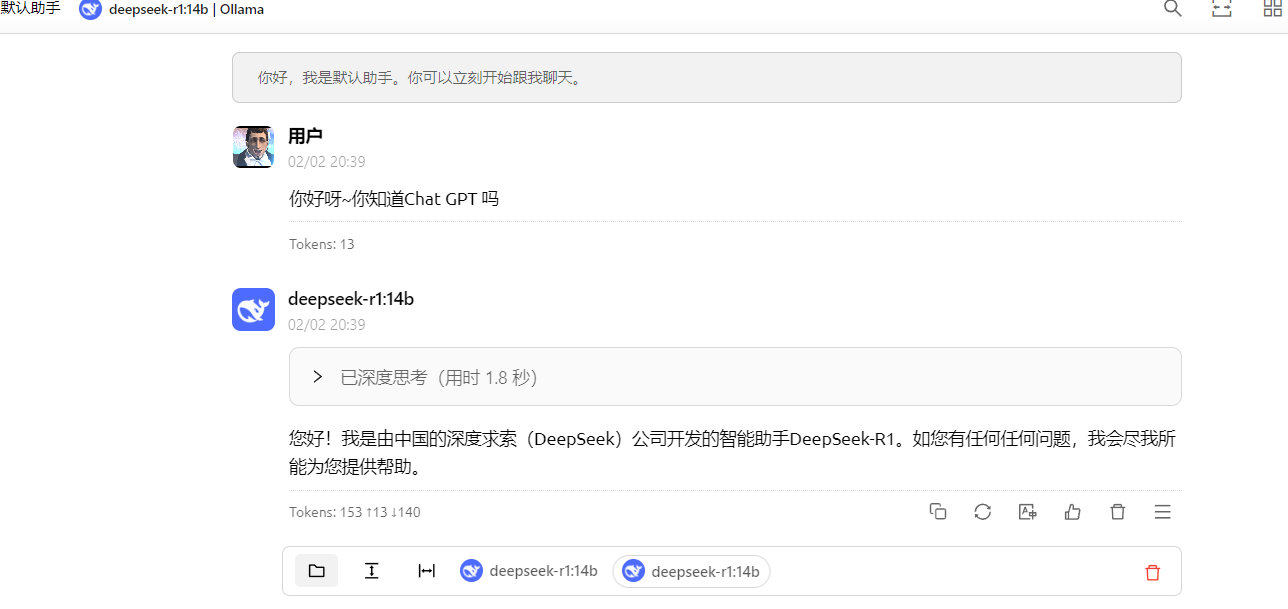 默认助手 deepseek-r1:14b | Ollama
你好，我是默认助手。你可以立刻开始跟我聊天。
用户
02/02 20:39
你好呀~你知道Chat GPT 吗
Tokens: 13
deepseek-r1:14b
02/02 20:39
已深度思考（用时 1.8 秒）
您好！我是由中国的深度求索（DeepSeek）公司开发的智能助手DeepSeek-R1。如您有任何任何问题，我会尽我所
能为您提供帮助。
Tokens: 153 ↑13 ↓140
deepseek-r1:14b deepseek-r1:14b